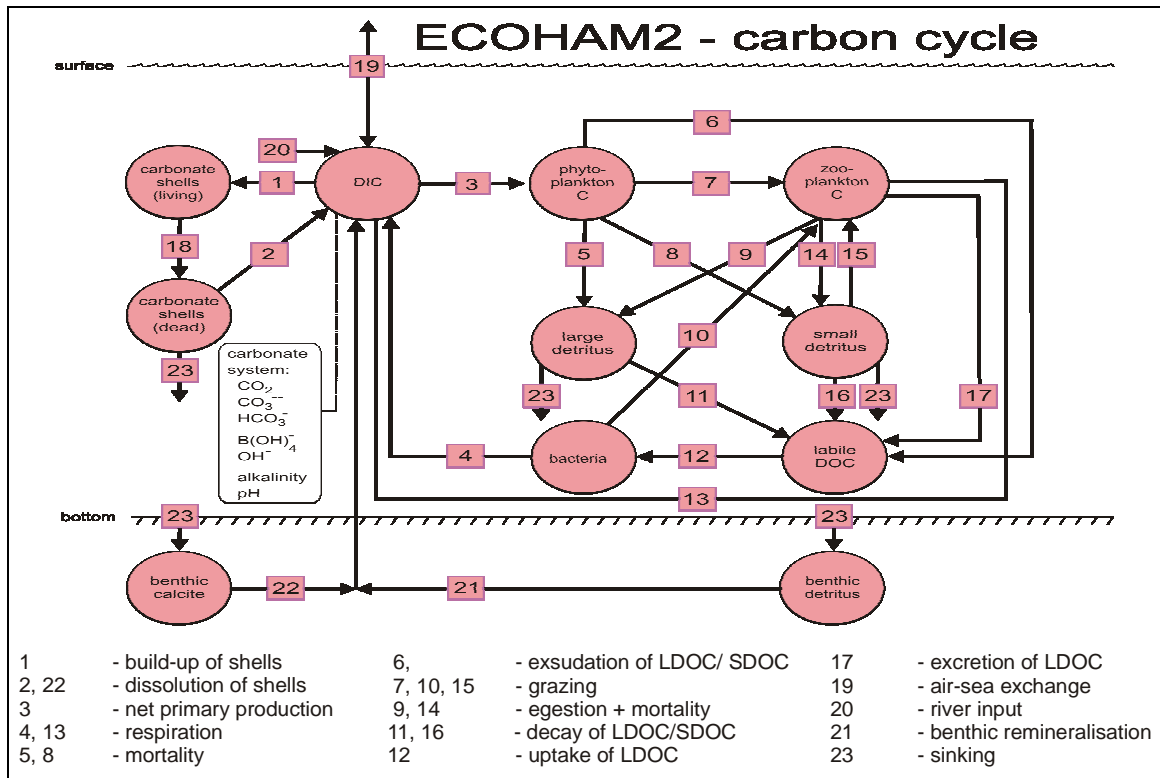 ECOHAM2 - carbon cycle
surface
19
6
20
carbonate
shells
(living)
1
DIC
3
phyto-
plankton
C
7
zoo-
plankton
C
18
2
5
8
9
14
15
carbonate
shells
(dead)
large
detritus
small
detritus
10
23
carbonate
system:
CO2
CO3--
HCO3-
B(OH)4-
OH-
alkalinity
pH
23
11
16
23
17
4
bacteria
12
labile
DOC
13
bottom
23
23
benthic
calcite
22
21
benthic
detritus
1 - build-up of shells
2, 22 - dissolution of shells
3 - net primary production
4, 13 - respiration
5, 8 - mortality
6, - exsudation of LDOC/ SDOC
7, 10, 15 - grazing
9, 14 - egestion + mortality
11, 16 - decay of LDOC/SDOC
12 - uptake of LDOC
17 - excretion of LDOC
19 - air-sea exchange
20 - river input
21 - benthic remineralisation
23 - sinking